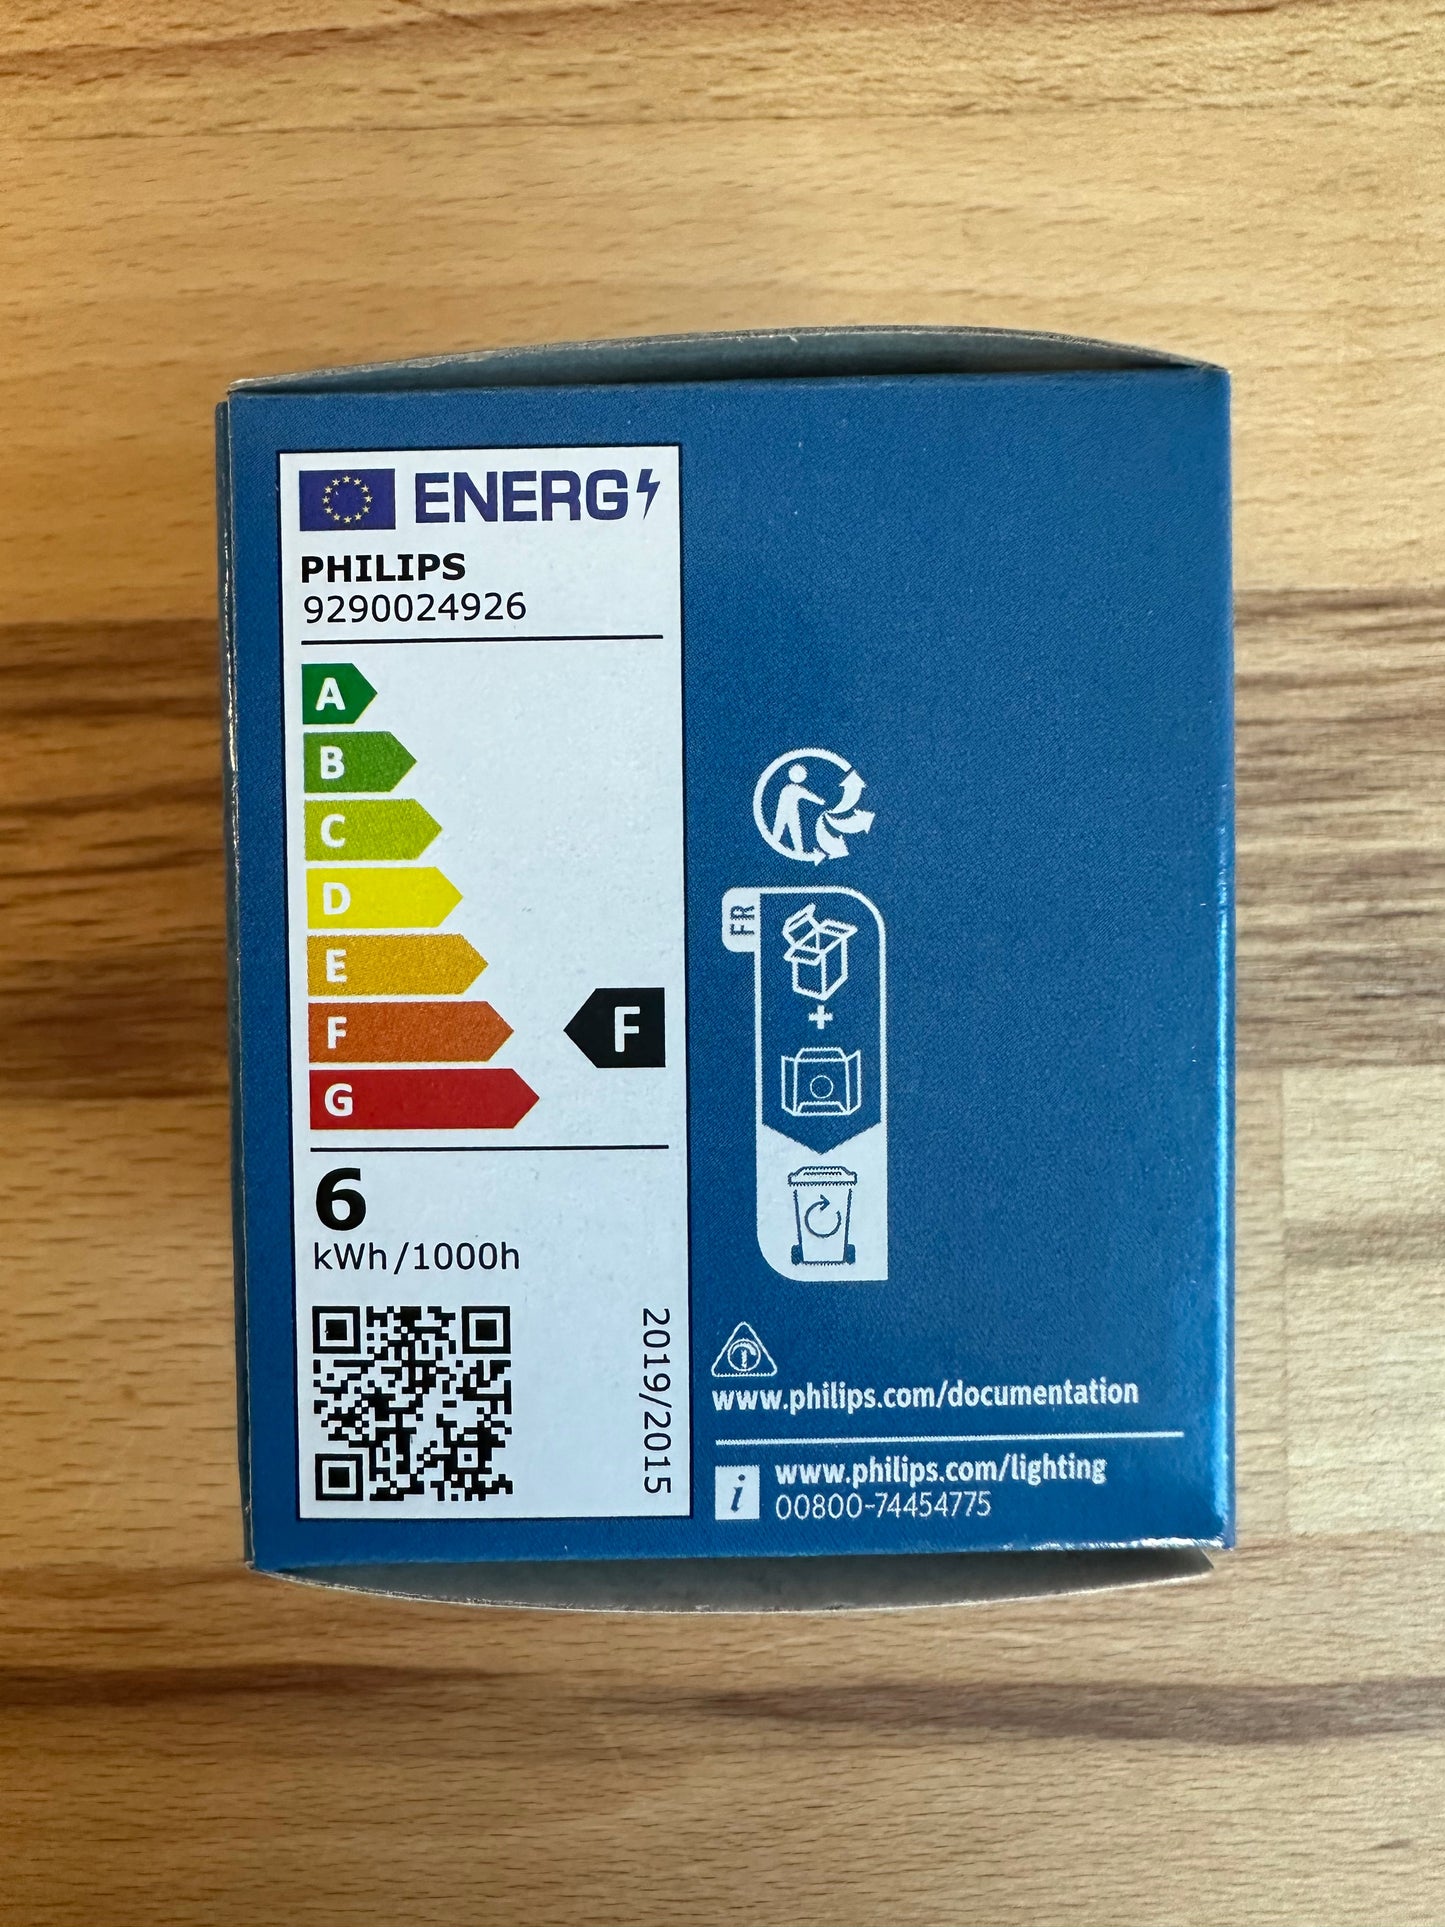 ENERG
PHILIPS
9290024926
A
B
C
D
E
F
F
G
6
kWh/1000h
2019/2015
FR
+
www.philips.com/documentation
i
www.philips.com/lighting
00800-74454775